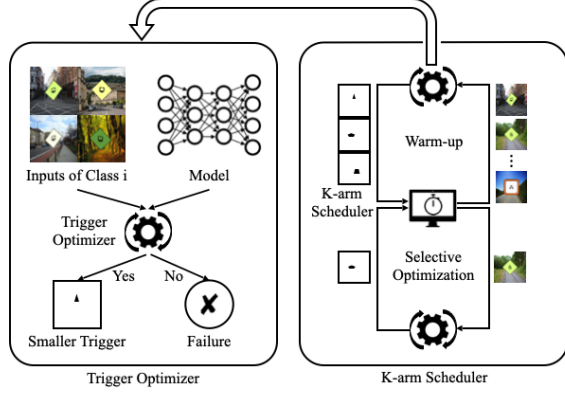 Inputs of Class i
Model
Trigger
Optimizer
Yes
No
Smaller Trigger
Failure
Trigger Optimizer
Warm-up
K-arm
Scheduler
Selective
Optimization
K-arm Scheduler